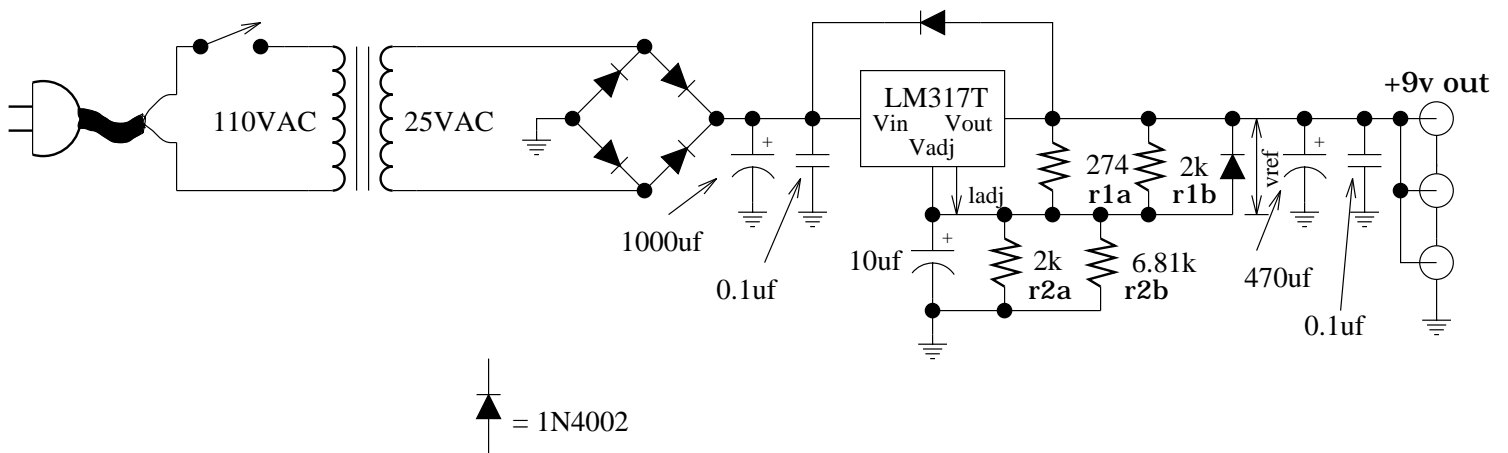 +9v out
110VAC
25VAC
LM317T
Vin
Vout
Vadj
+
1000uf
0.1uf
Iadj
274
r1a
2k
r1b
vref
+
470uf
0.1uf
+
10uf
2k
r2a
6.81k
r2b
= 1N4002